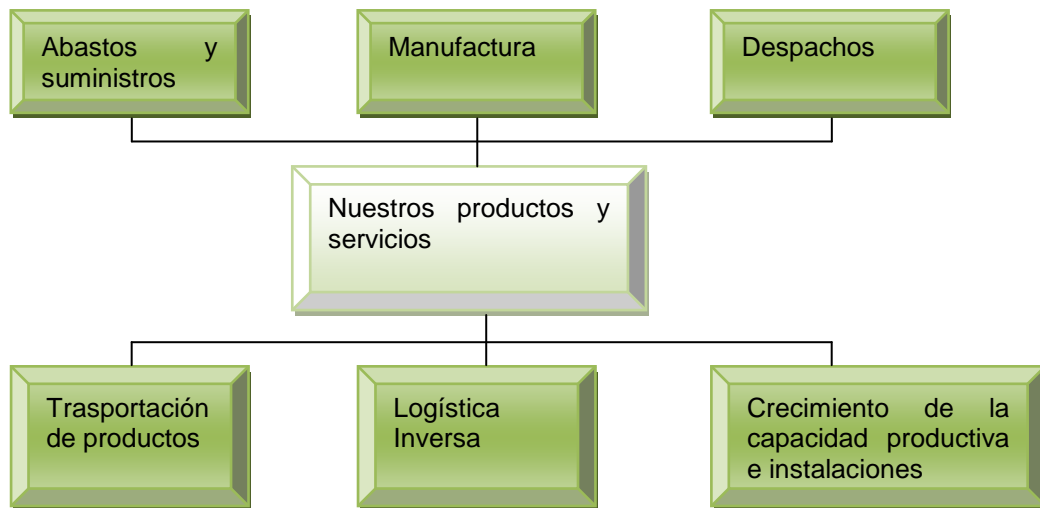 Abastos y
suministros
Manufactura
Despachos
Nuestros productos y
servicios
Trasportación
de productos
Logística
Inversa
Crecimiento de la
capacidad productiva
e instalaciones